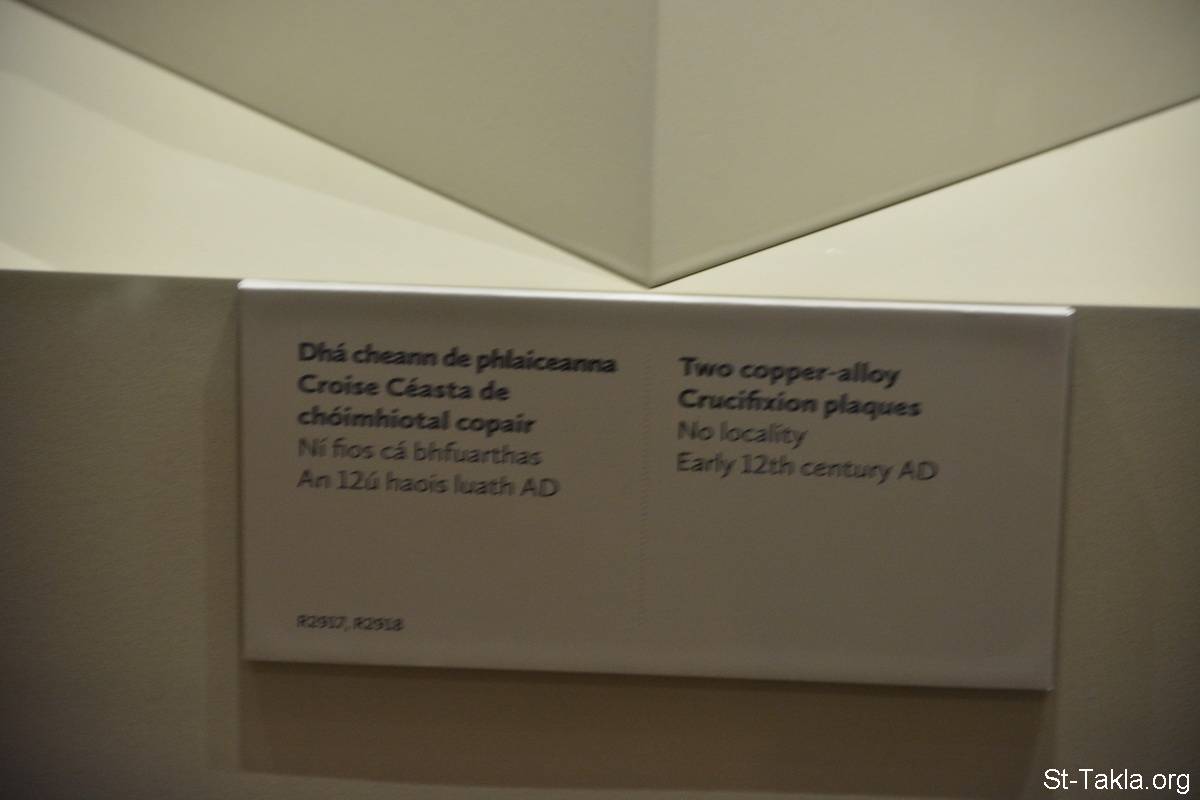 Dhá cheann de phlaiceanna
Croise Céasta de
chóimhiotal copair
Ní fios cá bhfuarthas
An 12ú haois luath AD
R2917, R2918
Two copper-alloy
Crucifixion plaques
No locality
Early 12th century AD
St-Takla.org